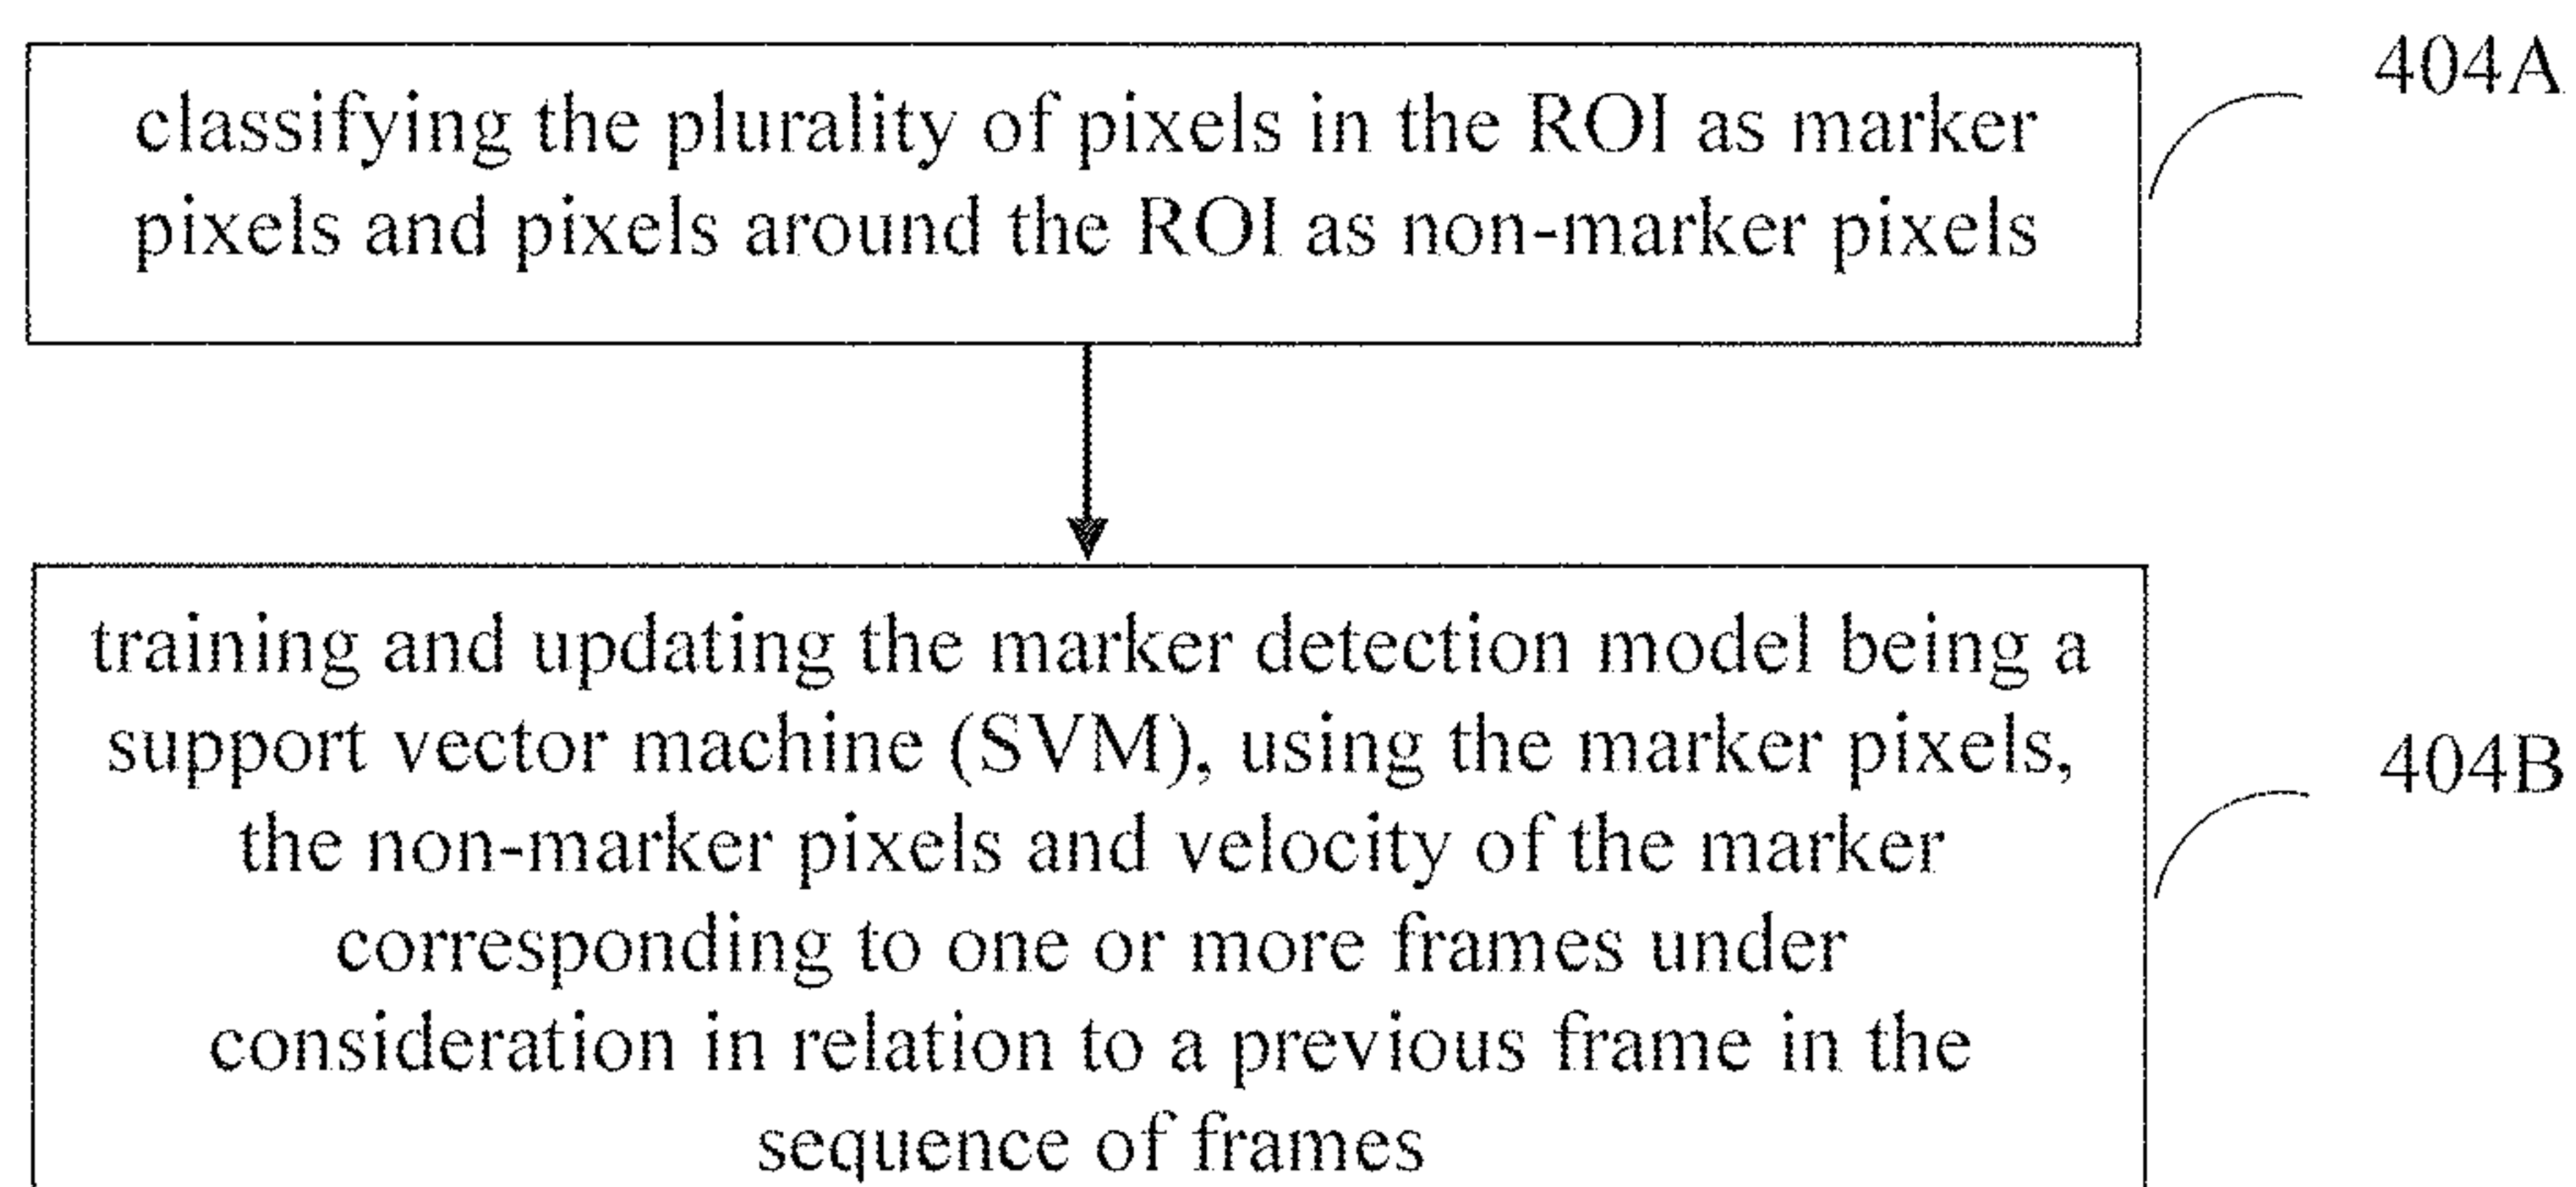 404A
classifying the plurality of pixels in the ROI as marker
pixels and pixels around the ROI as non-marker pixels
training and updating the marker detection model being a
support vector machine (SVM), using the marker pixels,
404B
the non-marker pixels and velocity of the marker
corresponding to one or more frames under
consideration in relation to a previous frame in the
sequence of frames